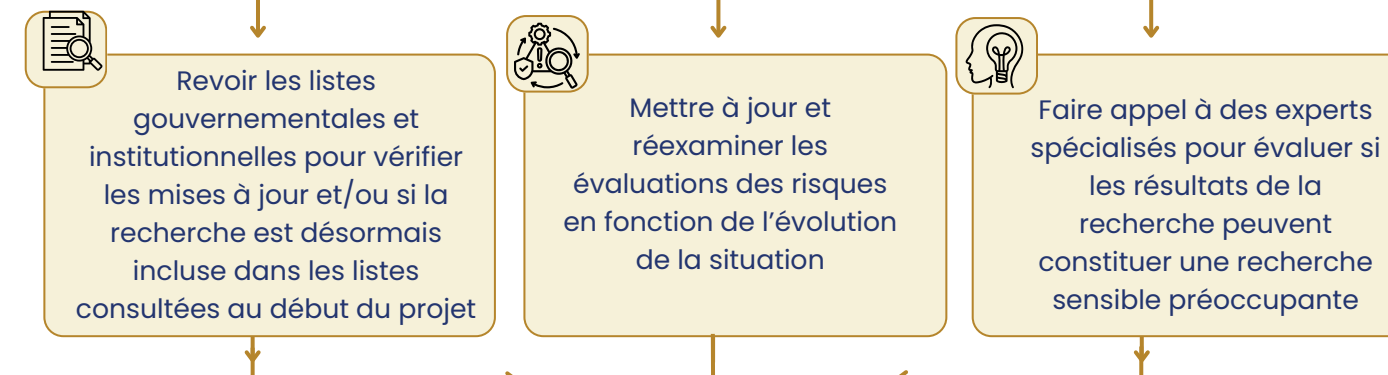 Revoir les listes
gouvernementales et
institutionnelles pour vérifier
les mises à jour et/ou si la
recherche est désormais
incluse dans les listes
consultées au début du projet
Mettre à jour et
réexaminer les
évaluations des risques
en fonction de l’évolution
de la situation
Faire appel à des experts
spécialisés pour évaluer si
les résultats de la
recherche peuvent
constituer une recherche
sensible préoccupante